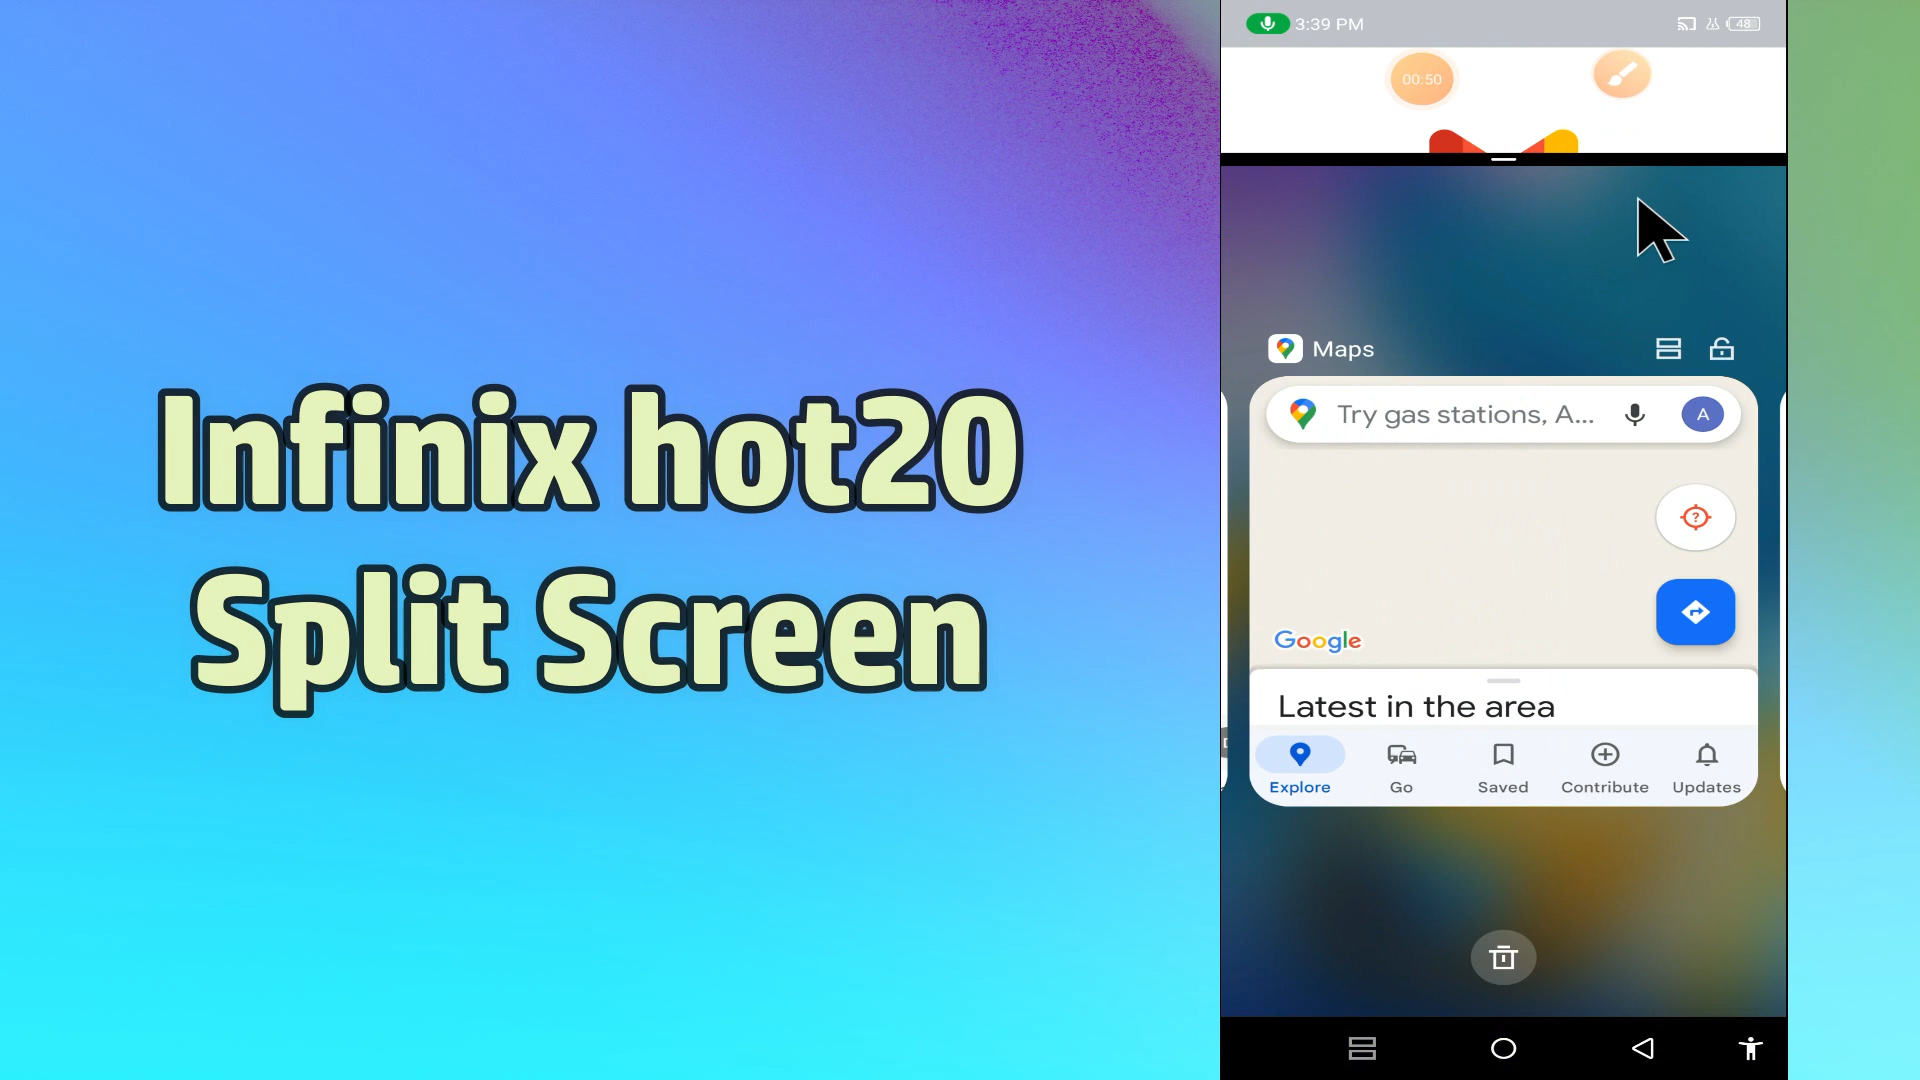 Infinix hot20
Split Screen
3:39 PM
48
00:50
Maps
Try gas stations, A...
A
?
Google
Latest in the area
Explore
Go
Saved
Contribute
Updates